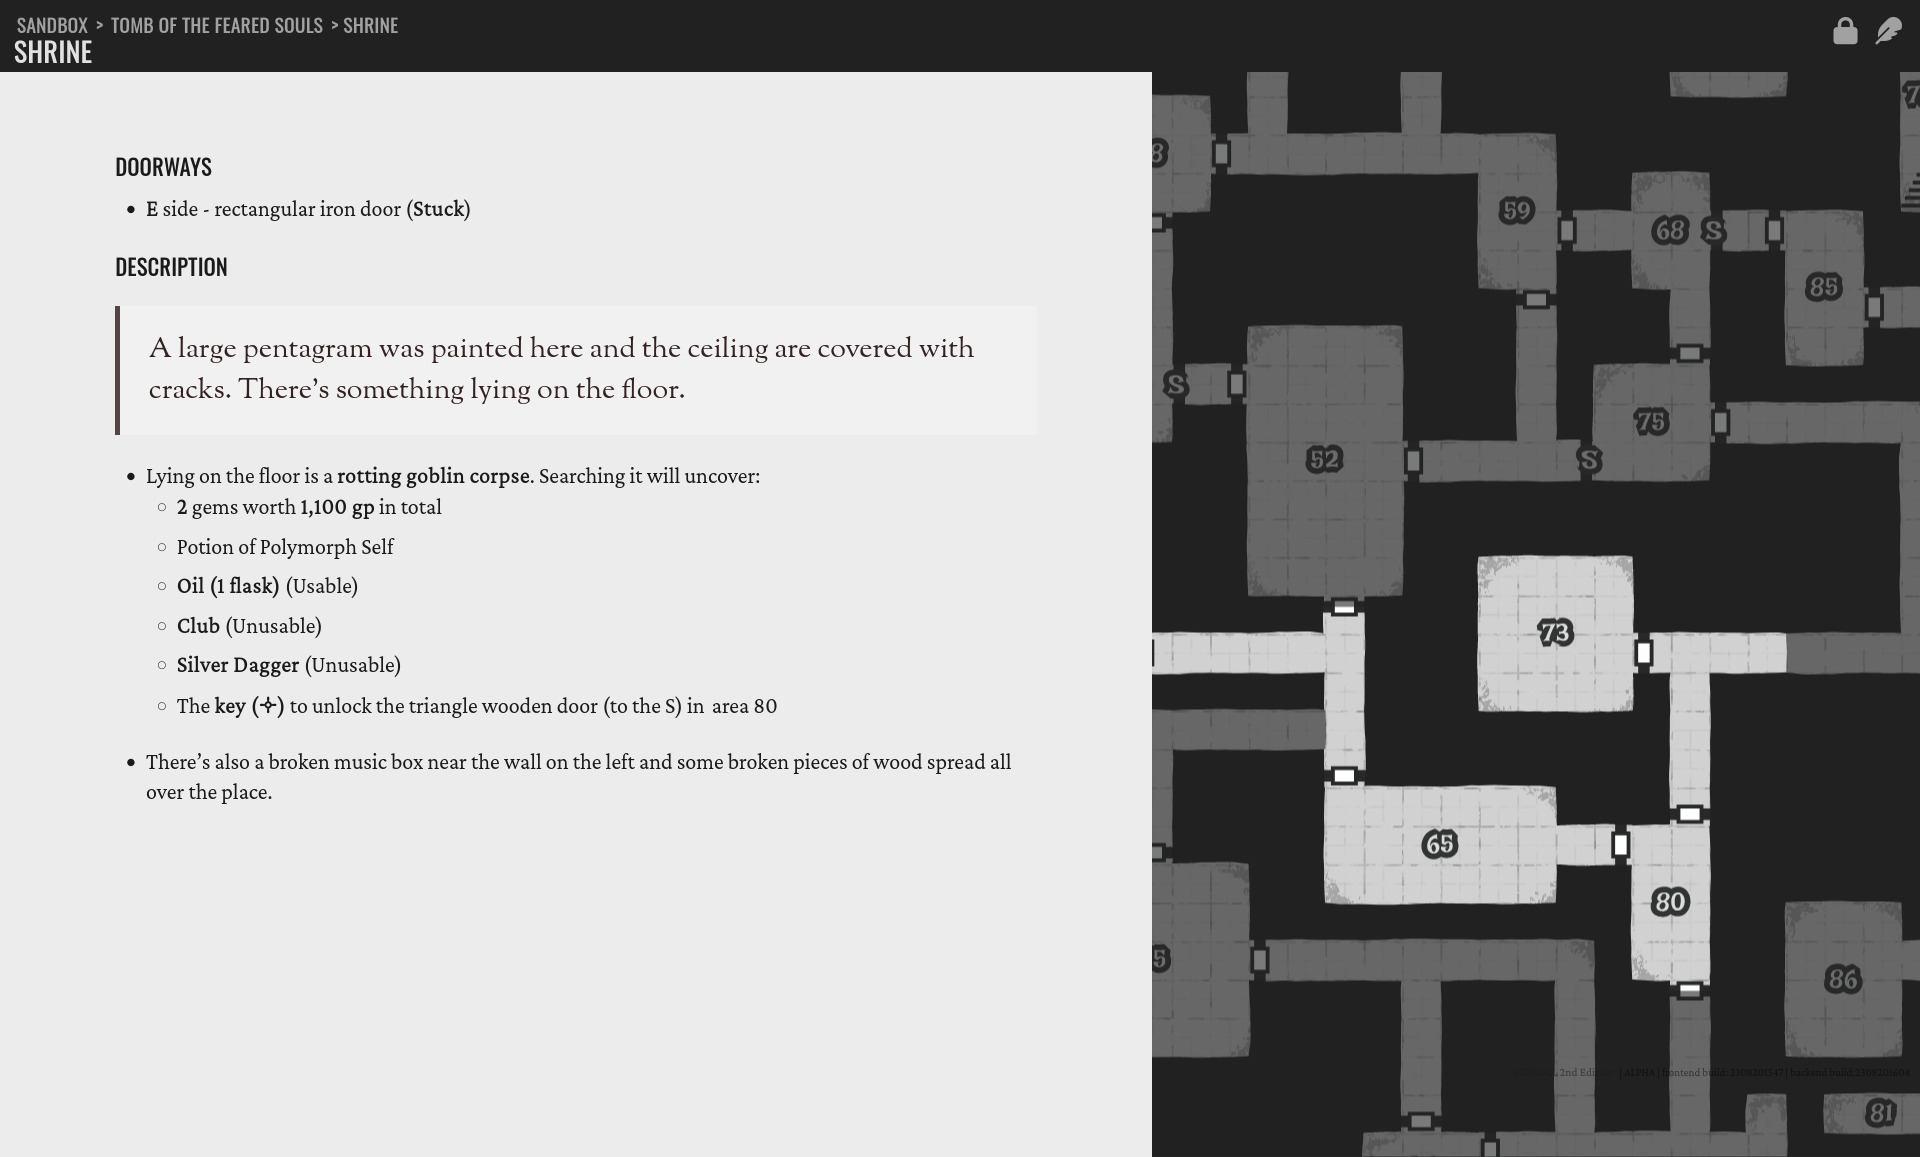 SANDBOX > TOMB OF THE FEARED SOULS > SHRINE
SHRINE
DOORWAYS
• E side - rectangular iron door (Stuck)
DESCRIPTION
A large pentagram was painted here and the ceiling are covered with
cracks. There's something lying on the floor.
• Lying on the floor is a rotting goblin corpse. Searching it will uncover:
○ 2 gems worth 1,100 gp in total
○ Potion of Polymorph Self
○ Oil (1 flask) (Usable)
○ Club (Unusable)
○ Silver Dagger (Unusable)
○ The key (✧) to unlock the triangle wooden door (to the S) in area 80
• There's also a broken music box near the wall on the left and some broken pieces of wood spread all
over the place.
7
8
59
68 S
85
S
52
75
S
73
65
80
5
86
2nd Edition | ALPHA | frontend build: 2308201547 | backend build: 2308201604
81